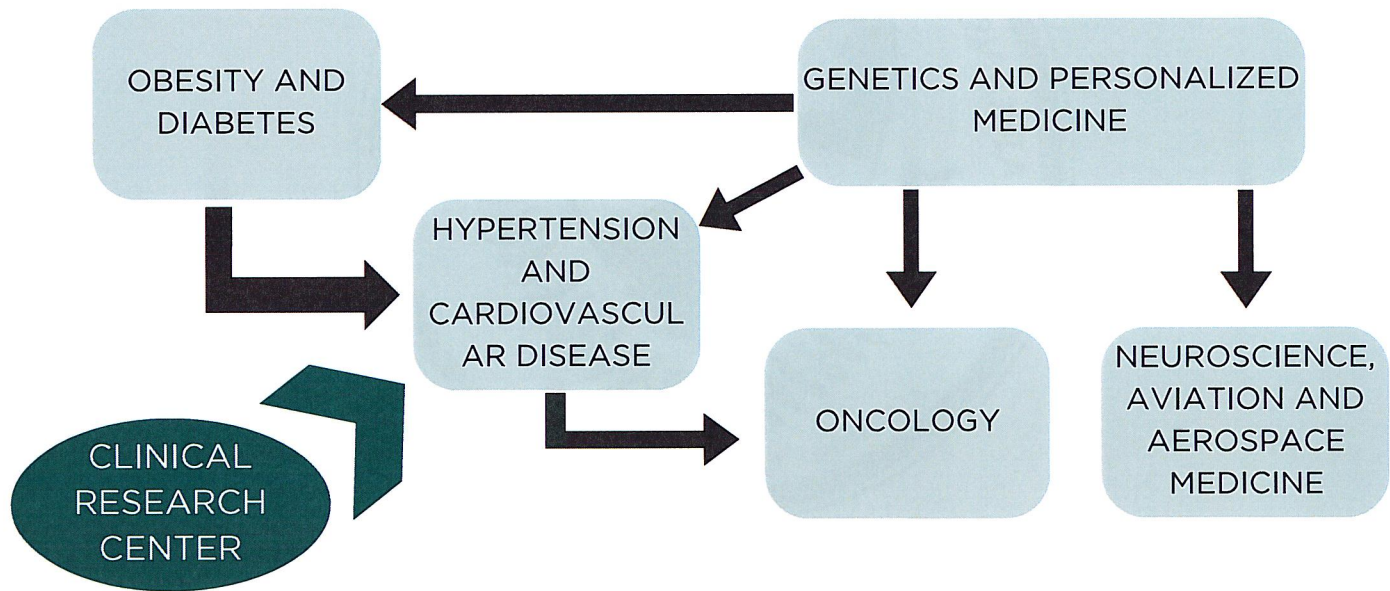 OBESITY AND
DIABETES
GENETICS AND PERSONALIZED
MEDICINE
HYPERTENSION
AND
CARDIOVASCUL
AR DISEASE
ONCOLOGY
NEUROSCIENCE,
AVIATION AND
AEROSPACE
MEDICINE
CLINICAL
RESEARCH
CENTER